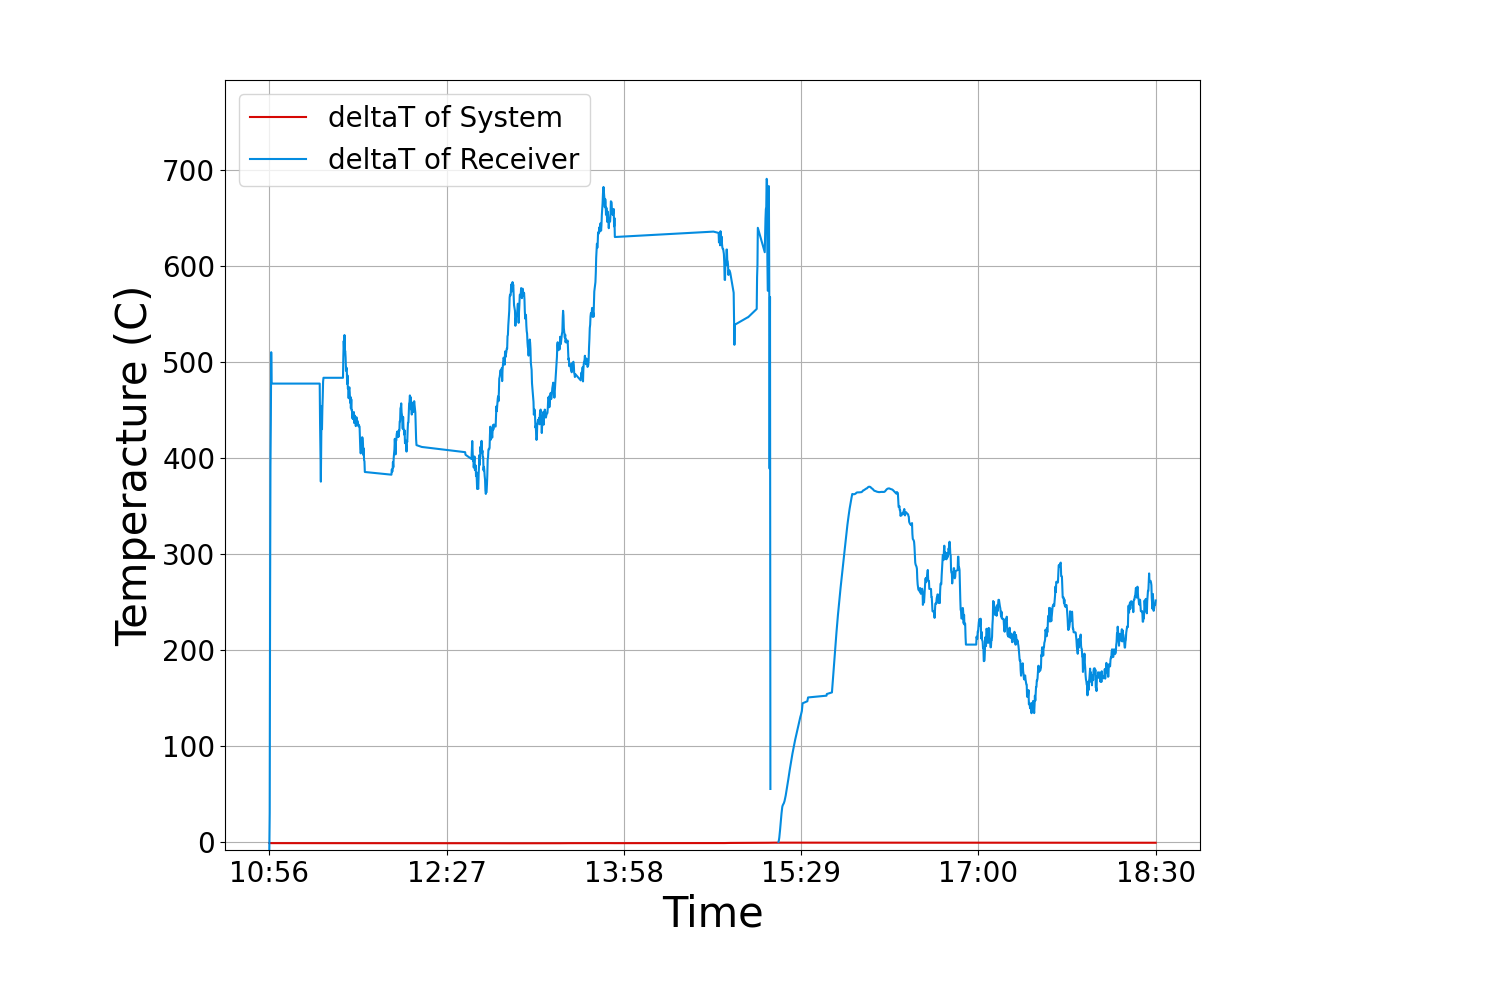 deltaT of System
deltaT of Receiver
700
600
500
400
300
200
100
0
Temperacture (C)
10:56 12:27 13:58 15:29 17:00 18:30
Time